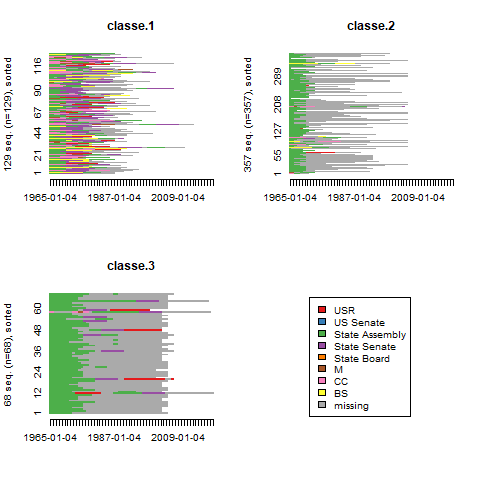 classe.1
129 seq. (n=129), sorted
116
90
67
44
21
1
1965-01-04
1987-01-04
2009-01-04
classe.2
357 seq. (n=357), sorted
289
208
127
55
1
1965-01-04
1987-01-04
2009-01-04
classe.3
68 seq. (n=68), sorted
60
48
36
24
12
1
1965-01-04
1987-01-04
2009-01-04
USR
US Senate
State Assembly
State Senate
State Board
M
CC
BS
missing